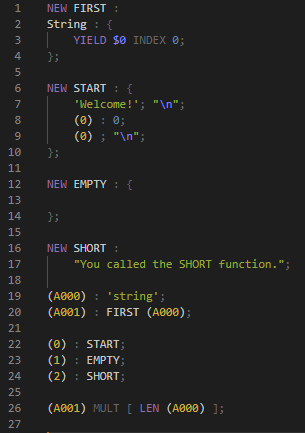 1 NEW FIRST :
2 String : {
3 YIELD $0 INDEX 0;
4 };
5
6 NEW START : {
7 'Welcome!'; "\n";
8 (0) : 0;
9 (0) ; "\n";
10 };
11
12 NEW EMPTY : {
13
14 };
15
16 NEW SHORT :
17 "You called the SHORT function.";
18
19 (A000) : 'string';
20 (A001) : FIRST (A000);
21
22 (0) : START;
23 (1) : EMPTY;
24 (2) : SHORT;
25
26 (A001) MULT [ LEN (A000) ];
27